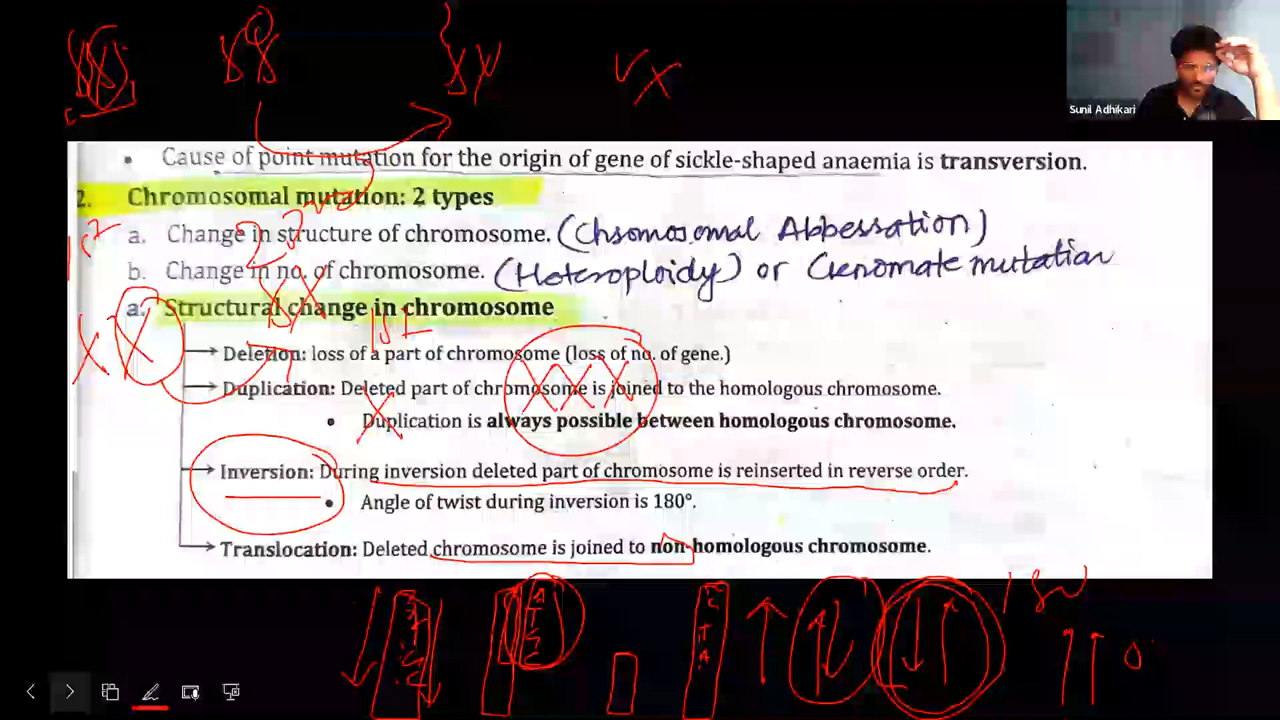 Sunil Adhikari
Cause of point mutation for the origin of gene of sickle-shaped anaemia is transversion.
2. Chromosomal mutation: 2 types
a. Change in structure of chromosome. (Chsomosomal Abbessation)
b. Change in no. of chromosome. (Heteroploidy) or Genomate mutation
a. Structural change in chromosome
Deletion: loss of a part of chromosome (loss of no. of gene.)
Duplication: Deleted part of chromosome is joined to the homologous chromosome.
Duplication is always possible between homologous chromosome.
Inversion: During inversion deleted part of chromosome is reinserted in reverse order.
Angle of twist during inversion is 180°.
Translocation: Deleted chromosome is joined to non-homologous chromosome.